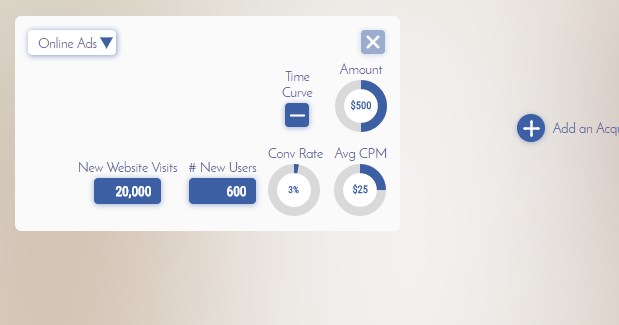 Online Ads
Time
Curve
Amount
$500
Add an Acq
New Website Visits
# New Users
Conv Rate
Avg CPM
20,000
600
3%
$25